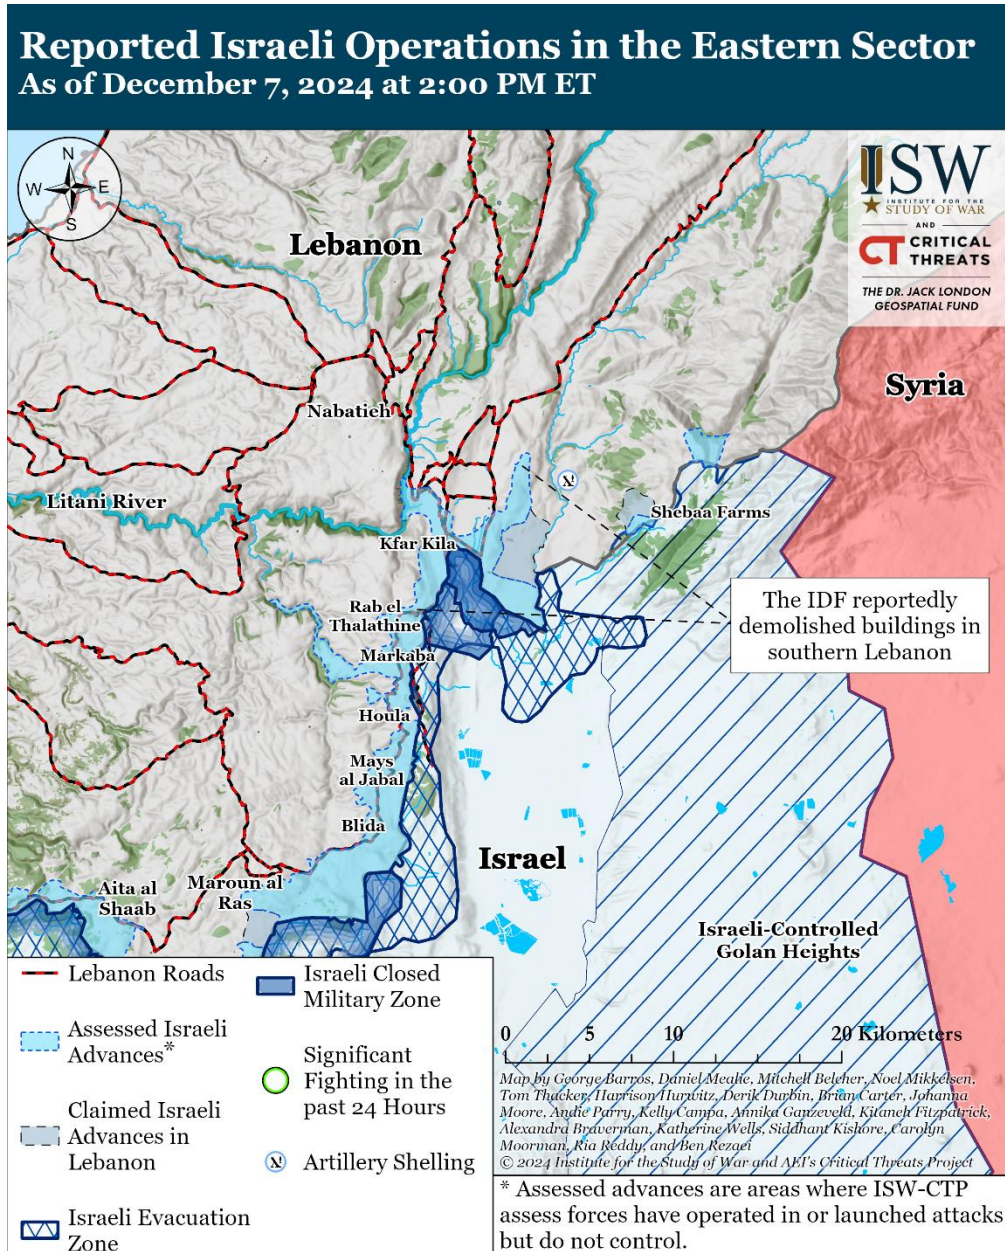 Reported Israeli Operations in the Eastern Sector
As of December 7, 2024 at 2:00 PM ET
N
W
E
S
ISW
INSTITUTE FOR THE
STUDY OF WAR
AND
CT CRITICAL
THREATS
THE DR. JACK LONDON
GEOSPATIAL FUND
Lebanon
Syria
Nabatieh
Litani River
Shebaa Farms
Kfar Kila
Rab el
Thalathine
Markaba
The IDF reportedly
demolished buildings in
southern Lebanon
Houla
Mays
al Jabal
Blida
Israel
Aita al
Shaab
Maroun al
Ras
Israeli-Controlled
Golan Heights
Lebanon Roads
Assessed Israeli
Advances*
Claimed Israeli
Advances in
Lebanon
Israeli Evacuation
Zone
Israeli Closed
Military Zone
Significant
Fighting in the
past 24 Hours
Artillery Shelling
0 5 10 20 Kilometers
Map by George Barros, Daniel Mealie, Mitchell Belcher, Noel Mikkelsen,
Tom Thacker, Harrison Hurwitz, Derik Durbin, Brian Carter, Johanna
Moore, Andie Parry, Kelly Campa, Annika Ganzeveld, Kitaneh Fitzpatrick,
Alexandra Braverman, Katherine Wells, Siddhant Kishore, Carolyn
Moorman, Ria Reddy, and Ben Rezaei
© 2024 Institute for the Study of War and AEI's Critical Threats Project
* Assessed advances are areas where ISW-CTP
assess forces have operated in or launched attacks
but do not control.